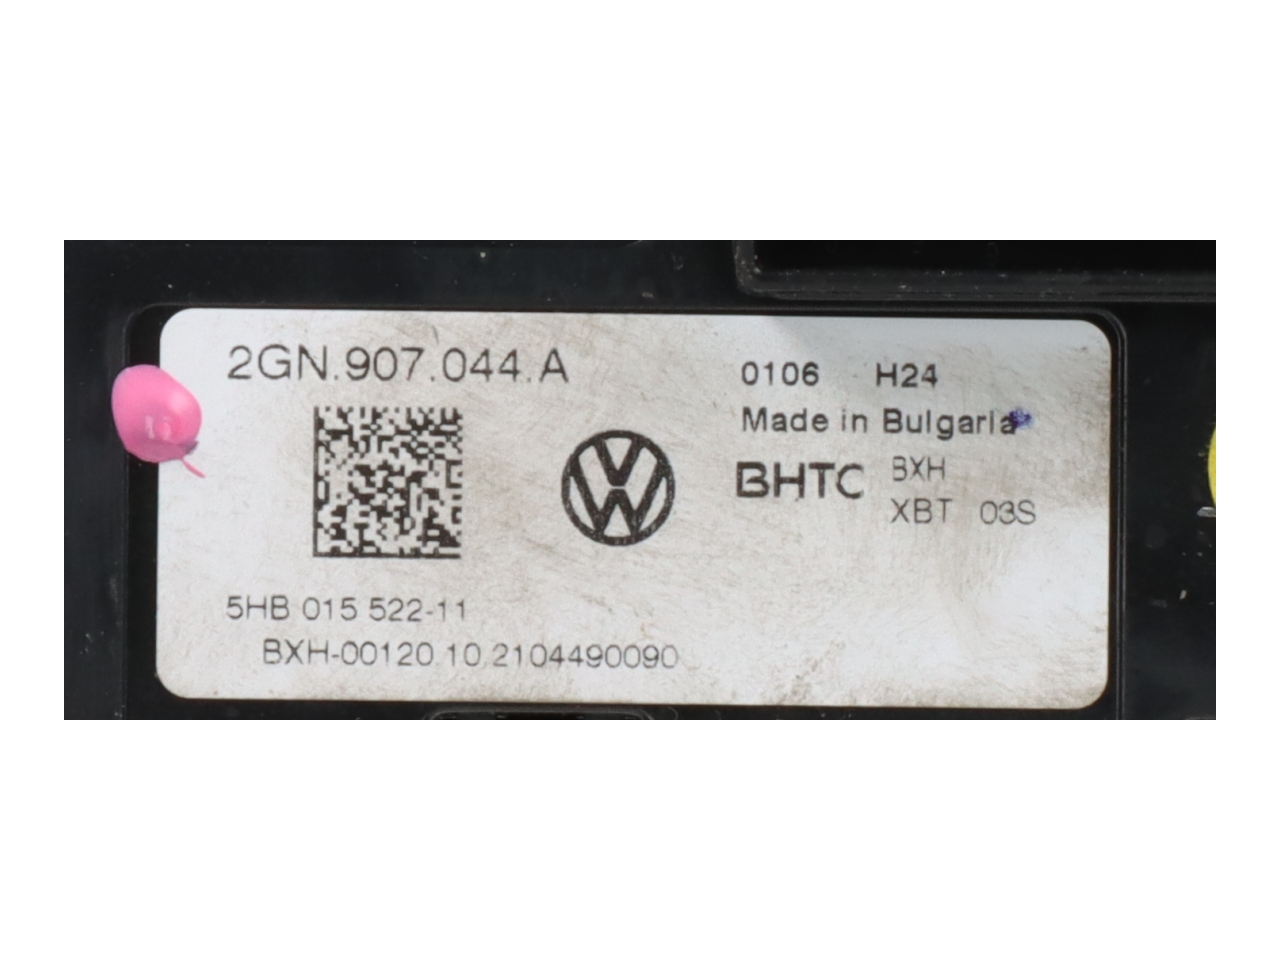 2GN.907.044.A
0106 H24
Made in Bulgaria
BHTC BXH
XBT 03S
5HB 015 522-11
BXH-00120.10.2104490090